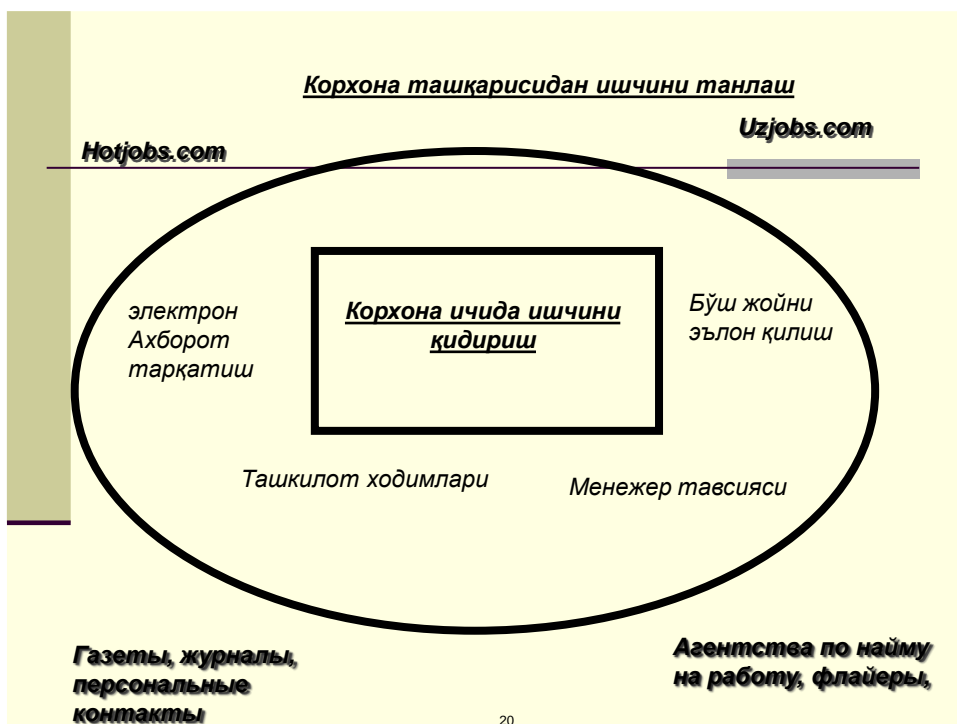 Корхона ташқарисидан ишчини танлаш
Uzjobs.com
Hotjobs.com
электрон
Ахборот
тарқатиш
Корхона ичида ишчини
қидириш
Бўш жойни
эълон қилиш
Ташкилот ходимлари
Менежер тавсияси
Газеты, журналы,
персональные
контакты
Агентства по найму
на работу, флайеры,
20